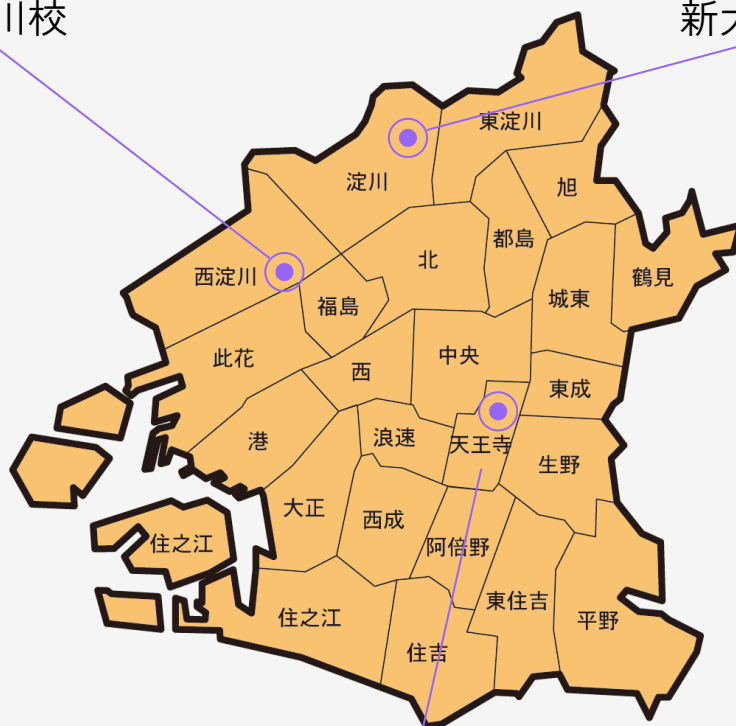 川校
新大
東淀川
淀川
旭
都島
北
西淀川
鶴見
城東
福島
中央
此花
西
東成
浪速
港
天王寺
生野
大正
西成
住之江
阿倍野
東住吉
住之江
平野
住吉